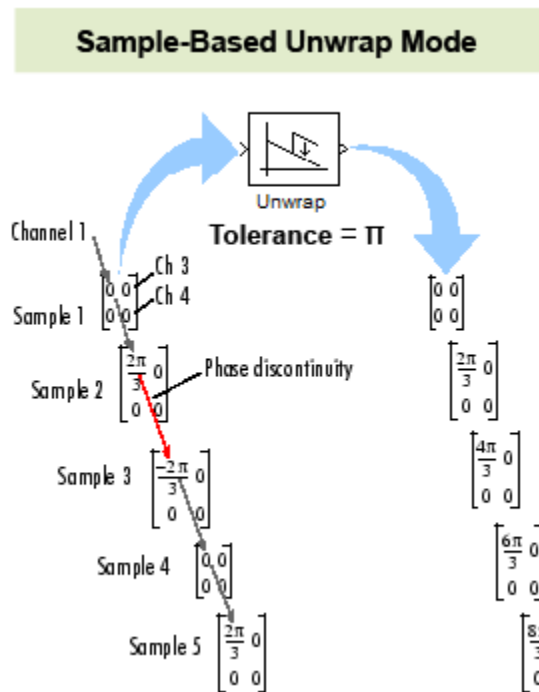 Sample-Based Unwrap Mode
Unwrap
Tolerance = π
Channel 1
Ch 3
Ch 4
Sample 1
0 0
0 0
0 0
0 0
Sample 2
2π/3 0
0 0
Phase discontinuity
2π/3 0
0 0
Sample 3
-2π/3 0
0 0
4π/3 0
0 0
Sample 4
0 0
0 0
6π/3 0
0 0
Sample 5
2π/3 0
0 0